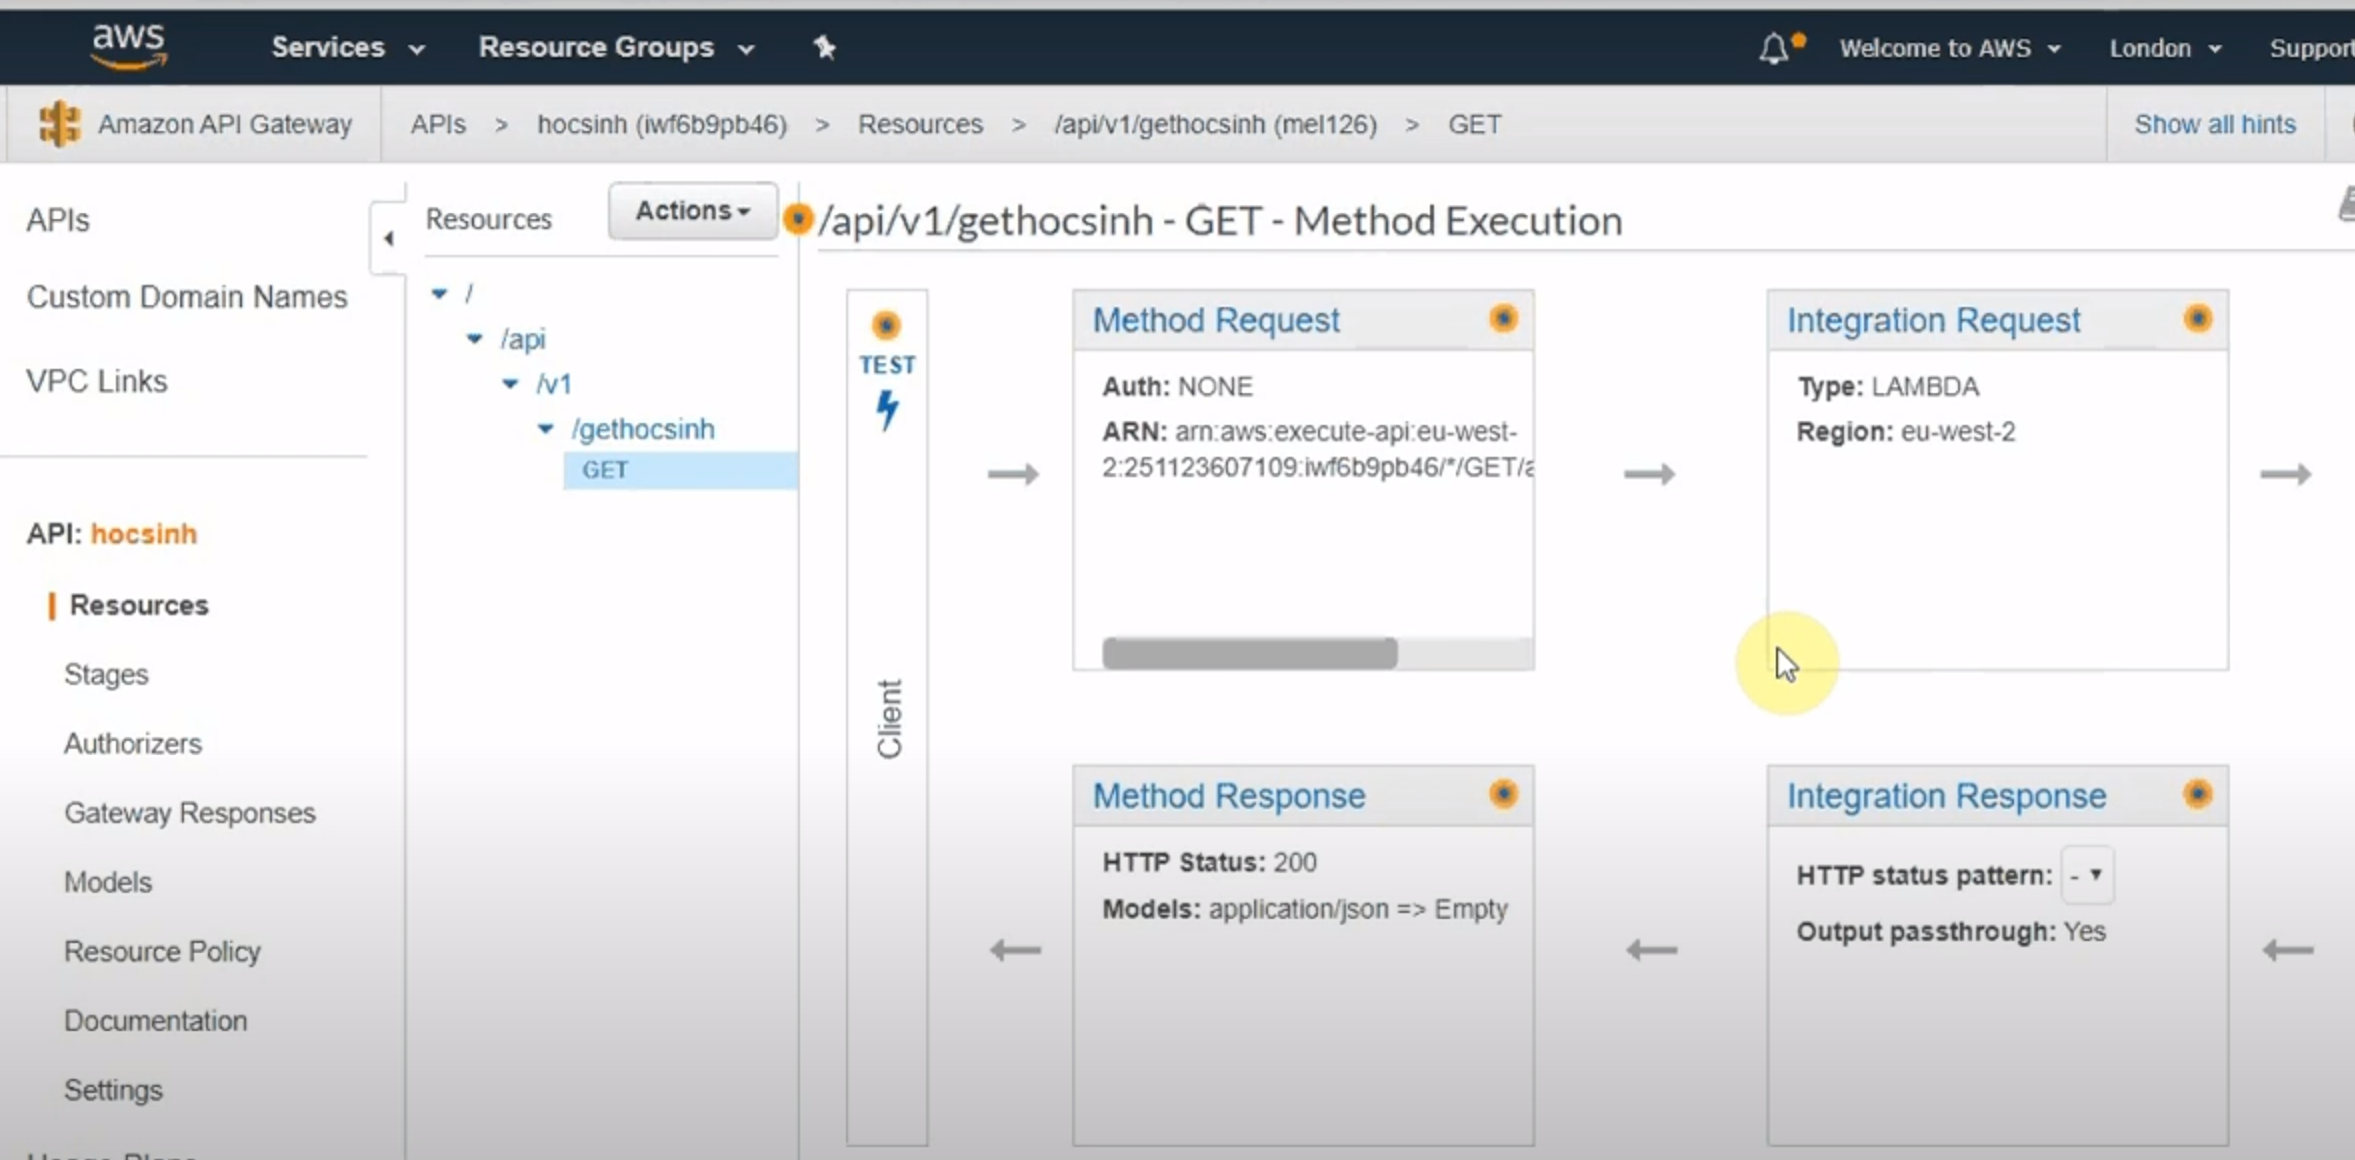 aws
Services
Resource Groups
Welcome to AWS
London
Support
Amazon API Gateway
APIs > hocsinh (iwf6b9pb46) > Resources > /api/v1/gethocsinh (mel126) > GET
Show all hints
APIs
Custom Domain Names
VPC Links
API: hocsinh
Resources
Stages
Authorizers
Gateway Responses
Models
Resource Policy
Documentation
Settings
Resources
Actions
/
/api
/v1
/gethocsinh
GET
/api/v1/gethocsinh - GET - Method Execution
TEST
Client
Method Request
Auth: NONE
ARN: arn:aws:execute-api:eu-west-
2:251123607109:iwf6b9pb46/*/GET/a
Integration Request
Type: LAMBDA
Region: eu-west-2
Method Response
HTTP Status: 200
Models: application/json => Empty
Integration Response
HTTP status pattern: -
Output passthrough: Yes